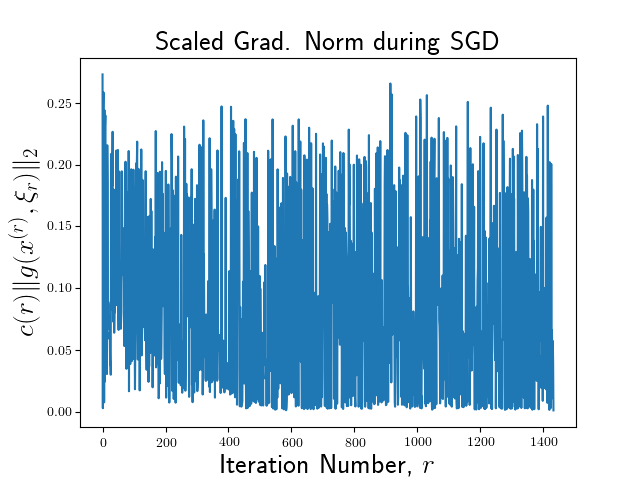 Scaled Grad. Norm during SGD
c(r)∥g(x^(r), ξ_r)∥_2
0.25
0.20
0.15
0.10
0.05
0.00
0 200 400 600 800 1000 1200 1400
Iteration Number, r